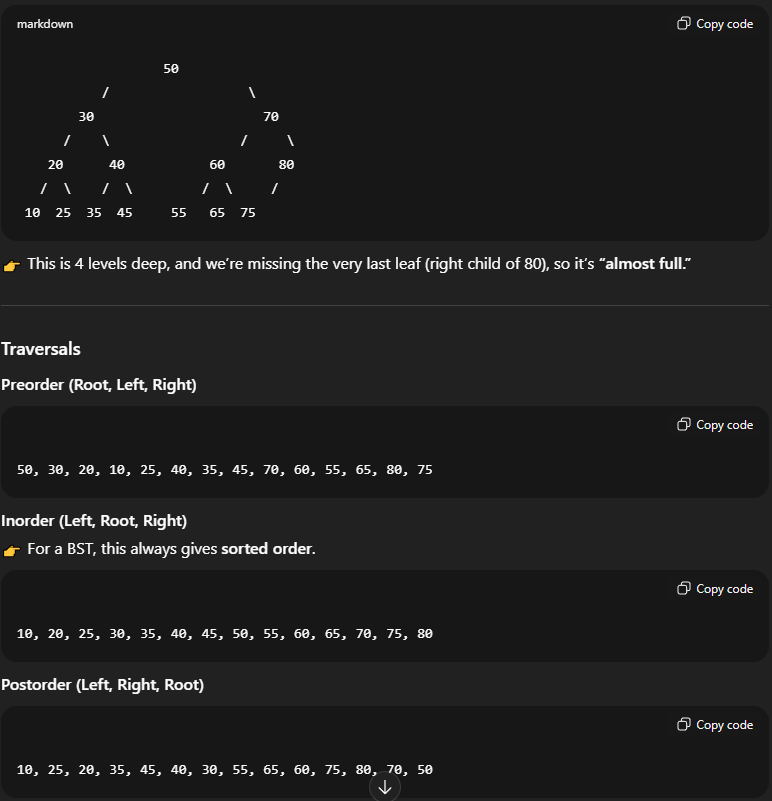 markdown
Copy code
50
/ \
30 70
/ \ / \
20 40 60 80
/ \ / \ / \ /
10 25 35 45 55 65 75
👉 This is 4 levels deep, and we’re missing the very last leaf (right child of 80), so it’s “almost full.”
Traversals
Preorder (Root, Left, Right)
Copy code
50, 30, 20, 10, 25, 40, 35, 45, 70, 60, 55, 65, 80, 75
Inorder (Left, Root, Right)
👉 For a BST, this always gives sorted order.
Copy code
10, 20, 25, 30, 35, 40, 45, 50, 55, 60, 65, 70, 75, 80
Postorder (Left, Right, Root)
Copy code
10, 25, 20, 35, 45, 40, 30, 55, 65, 60, 75, 80, 70, 50